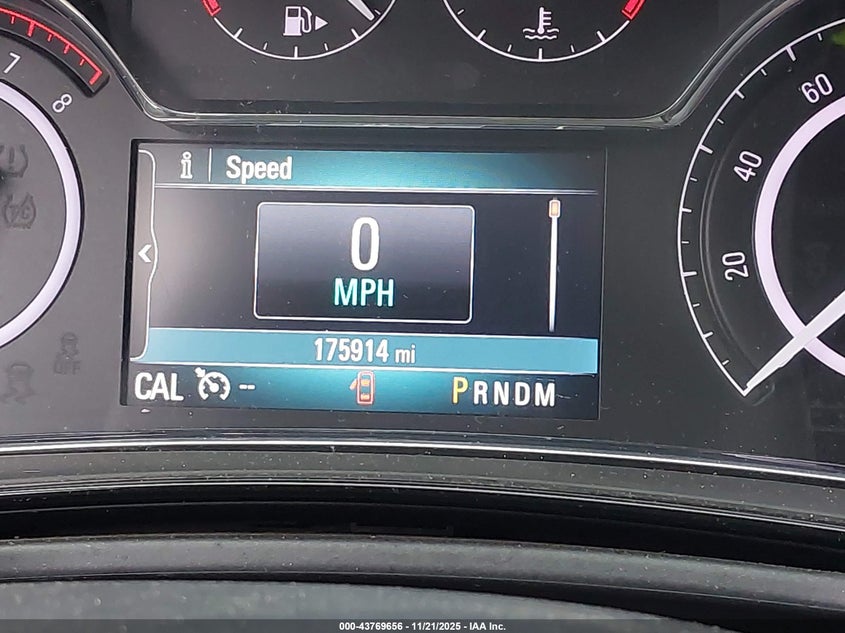 7
8
i Speed
0
MPH
175914 mi
CAL -- PRNDM
OFF
60
40
20
000-43769656 - 11/21/2025 - IAA Inc.